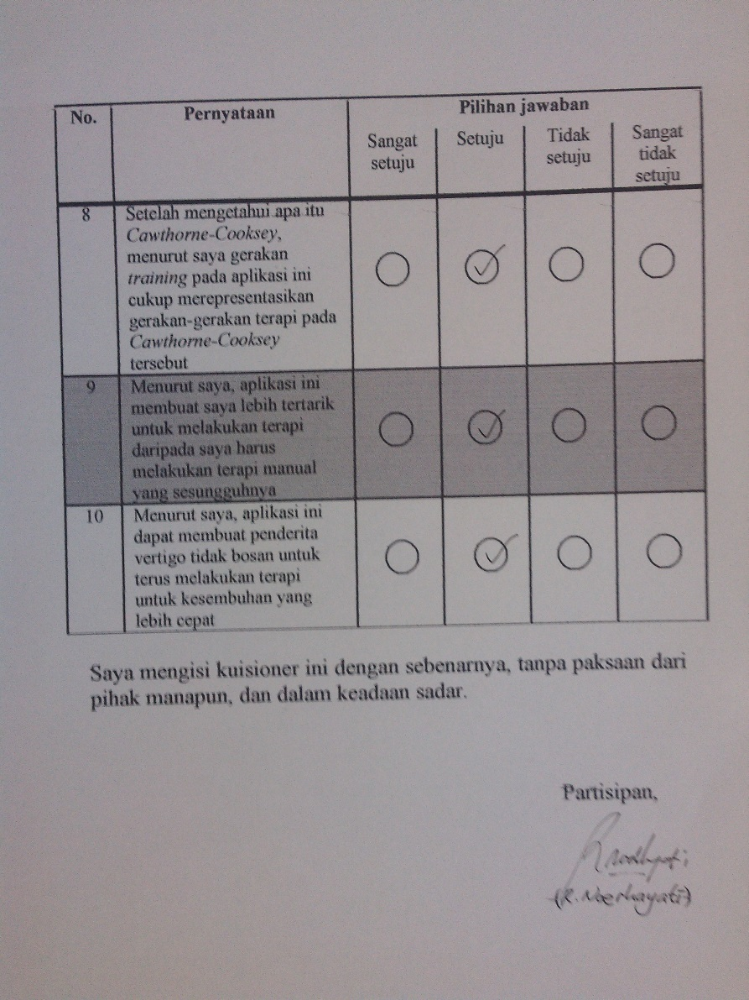 No.
Pernyataan
Pilihan jawaban
Sangat
setuju
Setuju
Tidak
setuju
Sangat
tidak
setuju
8
Setelah mengetahui apa itu
Cawthorne-Cooksey,
menurut saya gerakan
training pada aplikasi ini
cukup merepresentasikan
gerakan-gerakan terapi pada
Cawthorne-Cooksey
tersebut
9
Menurut saya, aplikasi ini
membuat saya lebih tertarik
untuk melakukan terapi
daripada saya harus
melakukan terapi manual
yang sesungguhnya
10
Menurut saya, aplikasi ini
dapat membuat penderita
vertigo tidak bosan untuk
terus melakukan terapi
untuk kesembuhan yang
lebih cepat
Saya mengisi kuisioner ini dengan sebenarnya, tanpa paksaan dari
pihak manapun, dan dalam keadaan sadar.
Partisipan,
(R. Noerhayati)